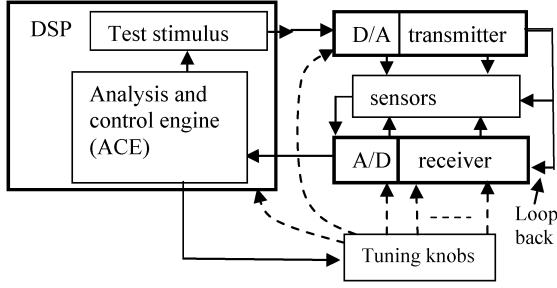 DSP
Test stimulus
D/A
transmitter
Analysis and
control engine
(ACE)
sensors
A/D
receiver
Loop
back
Tuning knobs